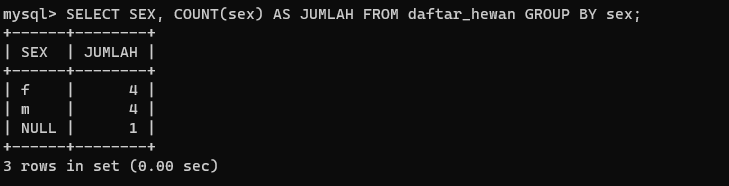 mysql> SELECT SEX, COUNT(sex) AS JUMLAH FROM daftar_hewan GROUP BY sex;
+------+--------+
| SEX  | JUMLAH |
+------+--------+
| f    |      4 |
| m    |      4 |
| NULL |      1 |
+------+--------+
3 rows in set (0.00 sec)